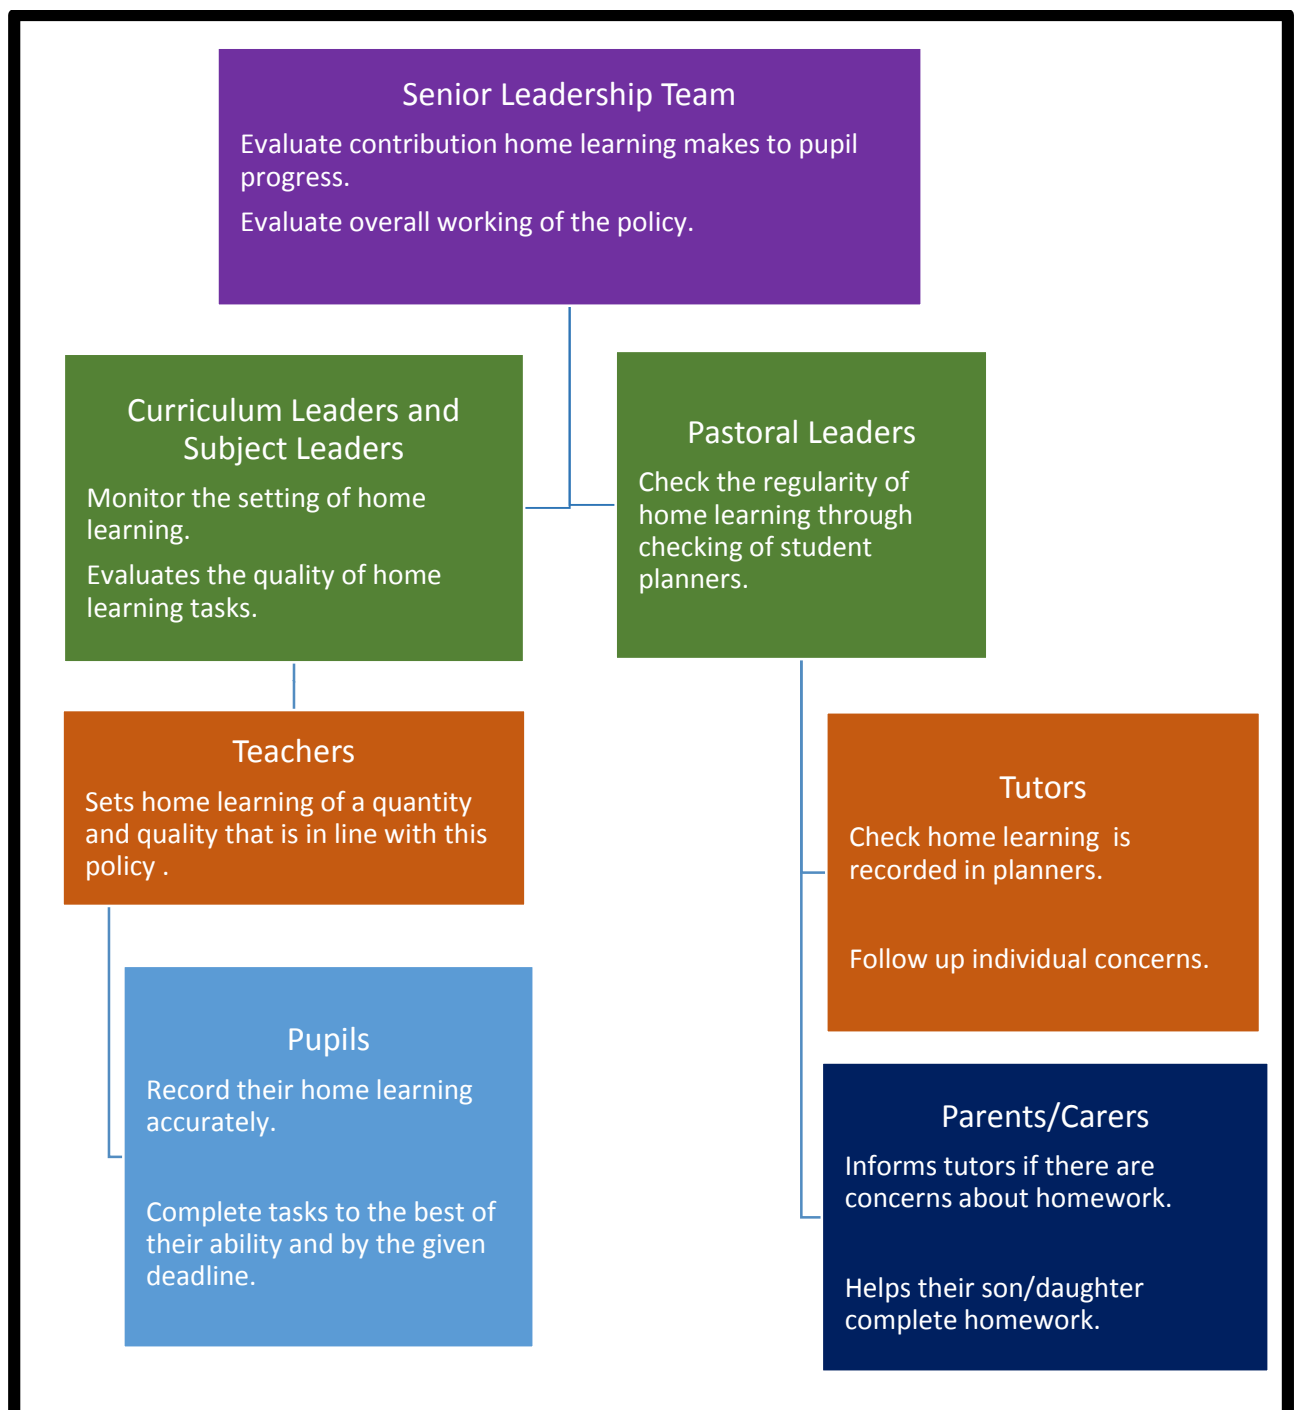 Senior Leadership Team
Evaluate contribution home learning makes to pupil
progress.
Evaluate overall working of the policy.
Curriculum Leaders and
Subject Leaders
Monitor the setting of home
learning.
Evaluates the quality of home
learning tasks.
Pastoral Leaders
Check the regularity of
home learning through
checking of student
planners.
Teachers
Sets home learning of a quantity
and quality that is in line with this
policy .
Tutors
Check home learning  is
recorded in planners.
Follow up individual concerns.
Pupils
Record their home learning
accurately.
Complete tasks to the best of
their ability and by the given
deadline.
Parents/Carers
Informs tutors if there are
concerns about homework.
Helps their son/daughter
complete homework.